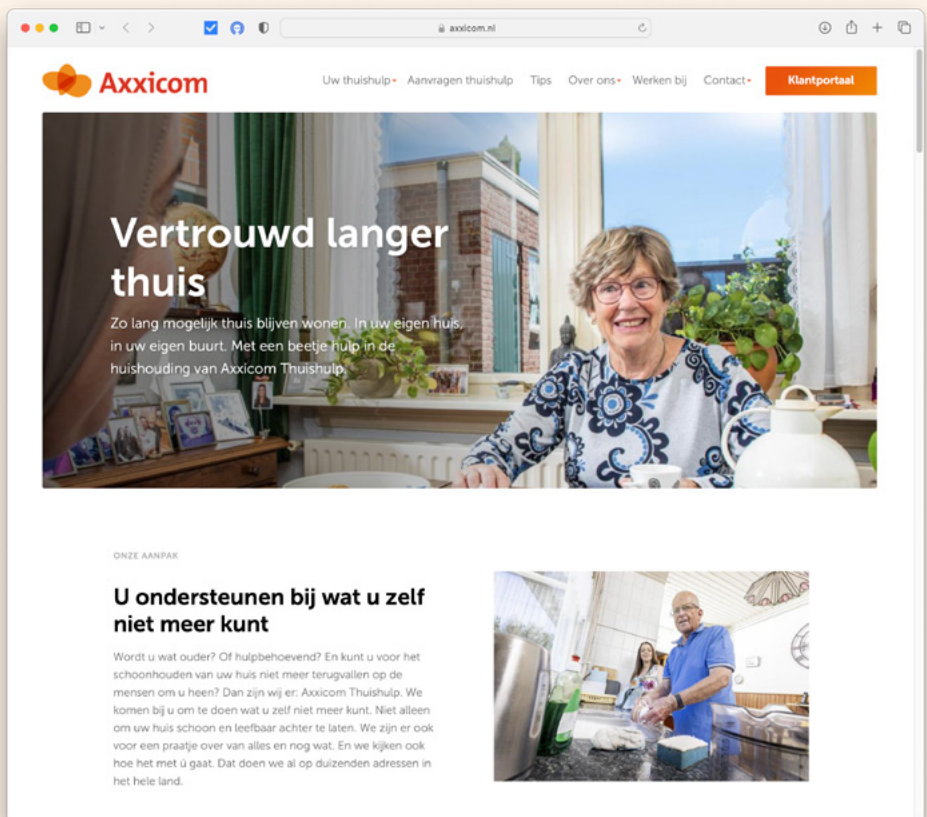 axxicom.nl
Axxicom
Uw thuishulp Aanvragen thuishulp Tips Over ons Werken bij Contact Klantportaal
Vertrouwd langer
thuis
Zo lang mogelijk thuis blijven wonen. In uw eigen huis,
in uw eigen buurt. Met een beetje hulp in de
huishouding van Axxicom Thuishulp.
ONZE AANPAK
U ondersteunen bij wat u zelf
niet meer kunt
Wordt u wat ouder? Of hulpbehoevend? En kunt u voor het
schoonhouden van uw huis niet meer terugvallen op de
mensen om u heen? Dan zijn wij er: Axxicom Thuishulp. We
komen bij u om te doen wat u zelf niet meer kunt. Niet alleen
om uw huis schoon en leefbaar achter te laten. We zijn er ook
voor een praatje over van alles en nog wat. En we kijken ook
hoe het met ú gaat. Dat doen we al op duizenden adressen in
het hele land.